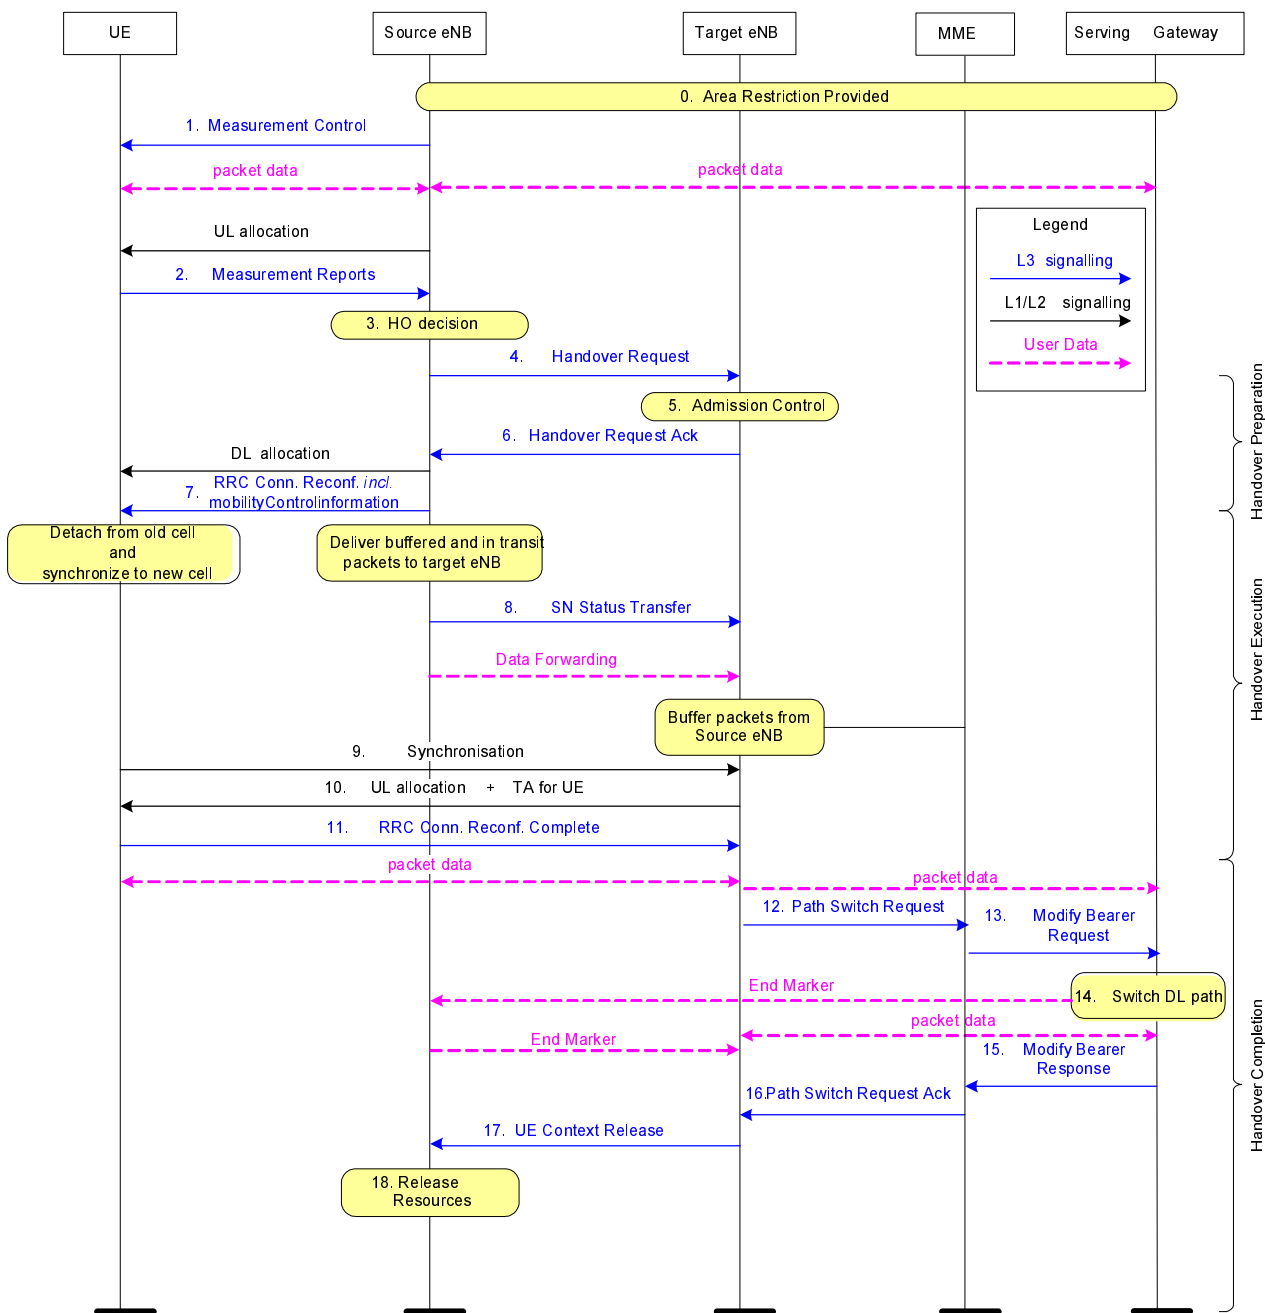 UE
Source eNB
Target eNB
MME
Serving Gateway
0. Area Restriction Provided
1. Measurement Control
packet data
packet data
UL allocation
Legend
L3 signalling
L1/L2 signalling
User Data
2. Measurement Reports
3. HO decision
4. Handover Request
5. Admission Control
6. Handover Request Ack
DL allocation
7. RRC Conn. Reconf. incl.
mobilityControlinformation
Handover Preparation
Detach from old cell
and
synchronize to new cell
Deliver buffered and in transit
packets to target eNB
8. SN Status Transfer
Data Forwarding
Buffer packets from
Source eNB
9. Synchronisation
10. UL allocation + TA for UE
11. RRC Conn. Reconf. Complete
Handover Execution
packet data
packet data
12. Path Switch Request
13. Modify Bearer
Request
End Marker
14. Switch DL path
packet data
End Marker
15. Modify Bearer
Response
16.Path Switch Request Ack
17. UE Context Release
18. Release
Resources
Handover Completion